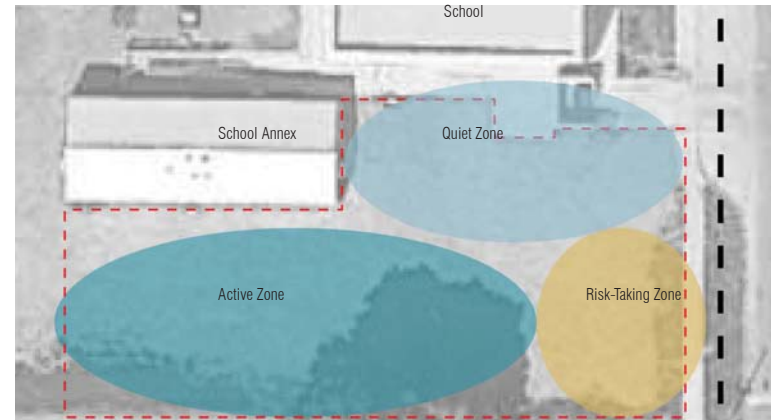 School
School Annex
Quiet Zone
Active Zone
Risk-Taking Zone